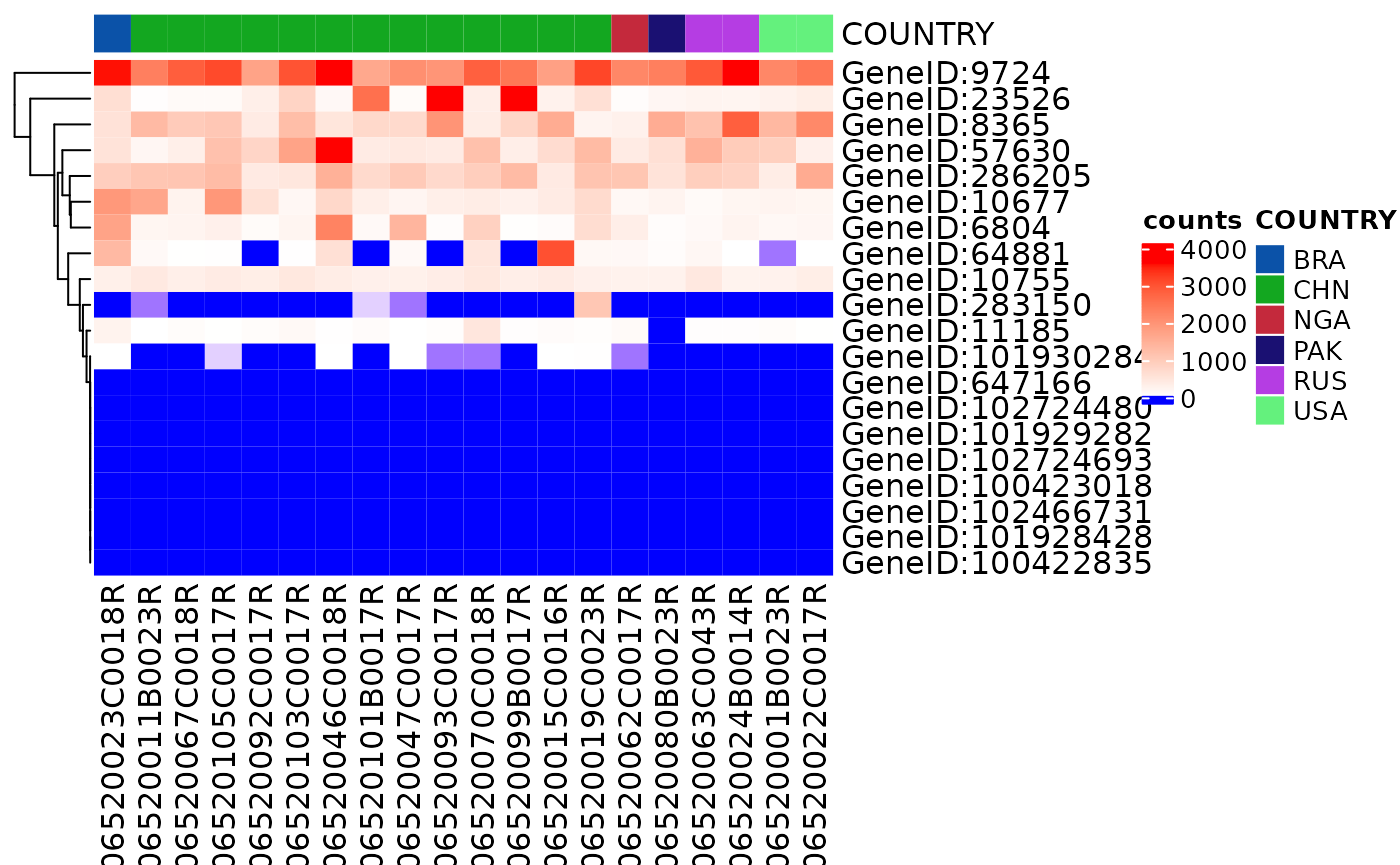 COUNTRY
GeneID:9724
GeneID:23526
GeneID:8365
GeneID:57630
GeneID:286205
GeneID:10677
GeneID:6804
GeneID:64881
GeneID:10755
GeneID:283150
GeneID:11185
GeneID:101930284
GeneID:647166
GeneID:102724480
GeneID:101929282
GeneID:102724693
GeneID:100423018
GeneID:102466731
GeneID:101928428
GeneID:100422835
counts
4000
3000
2000
1000
0
COUNTRY
BRA
CHN
NGA
PAK
RUS
USA
06520023C0018R
06520011B0023R
06520067C0018R
06520105C0017R
06520092C0017R
06520103C0017R
06520046C0018R
06520101B0017R
06520047C0017R
06520093C0017R
06520070C0018R
06520099B0017R
06520015C0016R
06520019C0023R
06520062C0017R
06520080B0023R
06520063C0043R
06520024B0014R
06520001B0023R
06520022C0017R